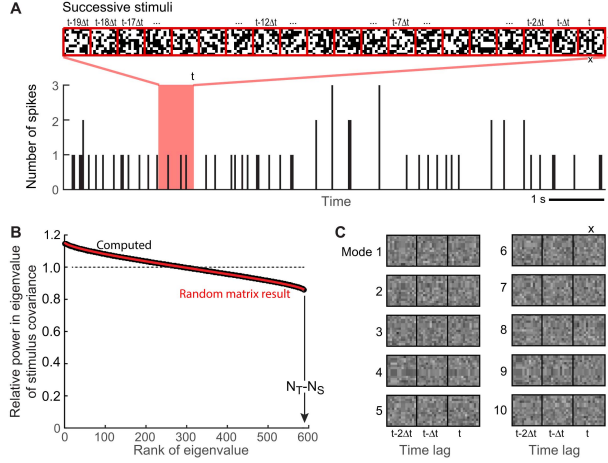 A
Successive stimuli
t-19Δt t-18Δt t-17Δt ... ... t-12Δt ... ... t-7Δt ... ... t-2Δt t-Δt t
x
t
Number of spikes
3
2
1
0
Time
1 s
B
Relative power in eigenvalue
of stimulus covariance
1.2
1.0
0.8
0.6
0.4
0.2
0
Computed
Random matrix result
NT-NS
0 100 200 300 400 500 600
Rank of eigenvalue
C
x
Mode 1
2
3
4
5
6
7
8
9
10
t-2Δt t-Δt t
t-2Δt t-Δt t
Time lag
Time lag